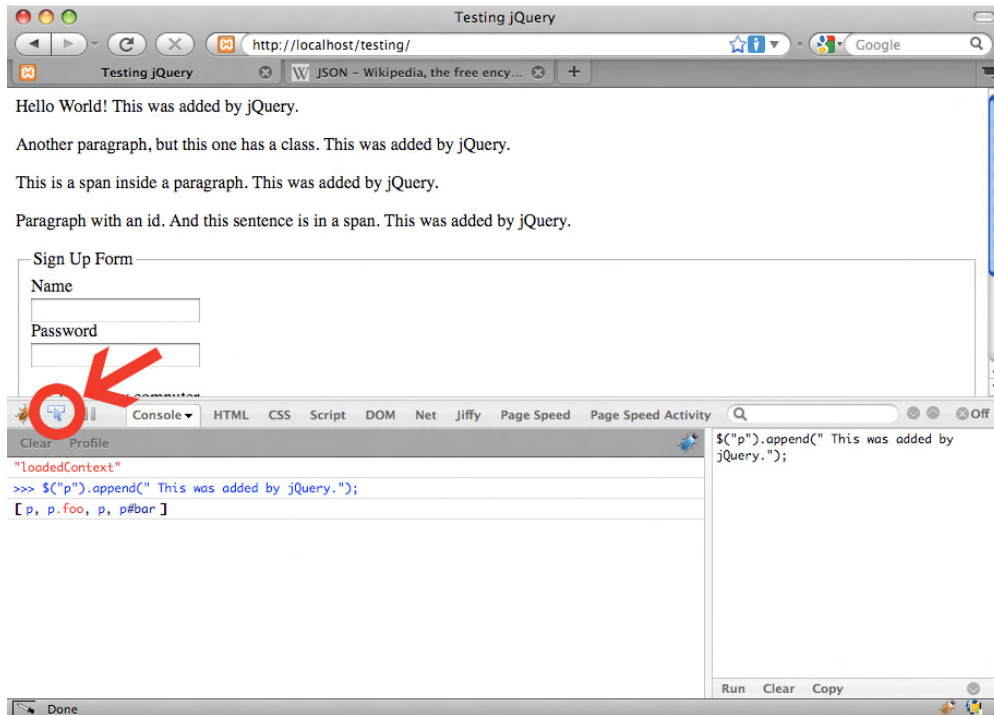 Testing jQuery
http://localhost/testing/
Google
Testing jQuery
W JSON – Wikipedia, the free ency...
+
Hello World! This was added by jQuery.
Another paragraph, but this one has a class. This was added by jQuery.
This is a span inside a paragraph. This was added by jQuery.
Paragraph with an id. And this sentence is in a span. This was added by jQuery.
Sign Up Form
Name
Password
computer
Console HTML CSS Script DOM Net Jiffy Page Speed Page Speed Activity Off
Clear Profile
"loadedContext"
>>> $("p").append(" This was added by jQuery.");
[ p, p.foo, p, p#bar ]
$("p").append(" This was added by
jQuery.");
Run Clear Copy
Done